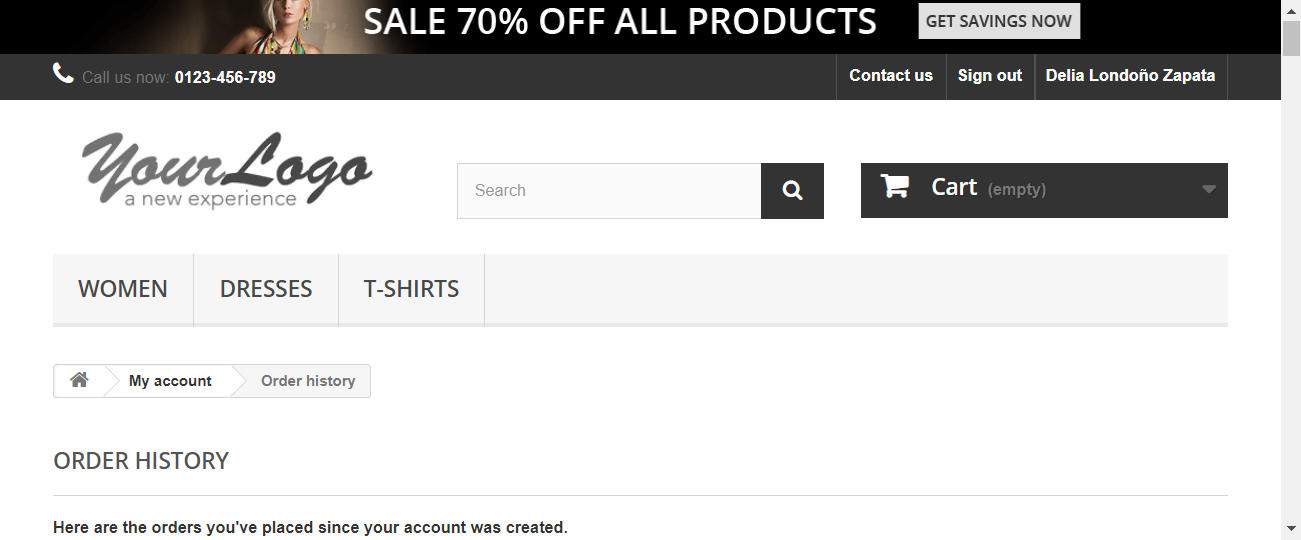 SALE 70% OFF ALL PRODUCTS GET SAVINGS NOW
Call us now: 0123-456-789 Contact us Sign out Delia Londoño Zapata
YourLogo
a new experience
Search Cart (empty)
WOMEN DRESSES T-SHIRTS
My account Order history
ORDER HISTORY
Here are the orders you've placed since your account was created.